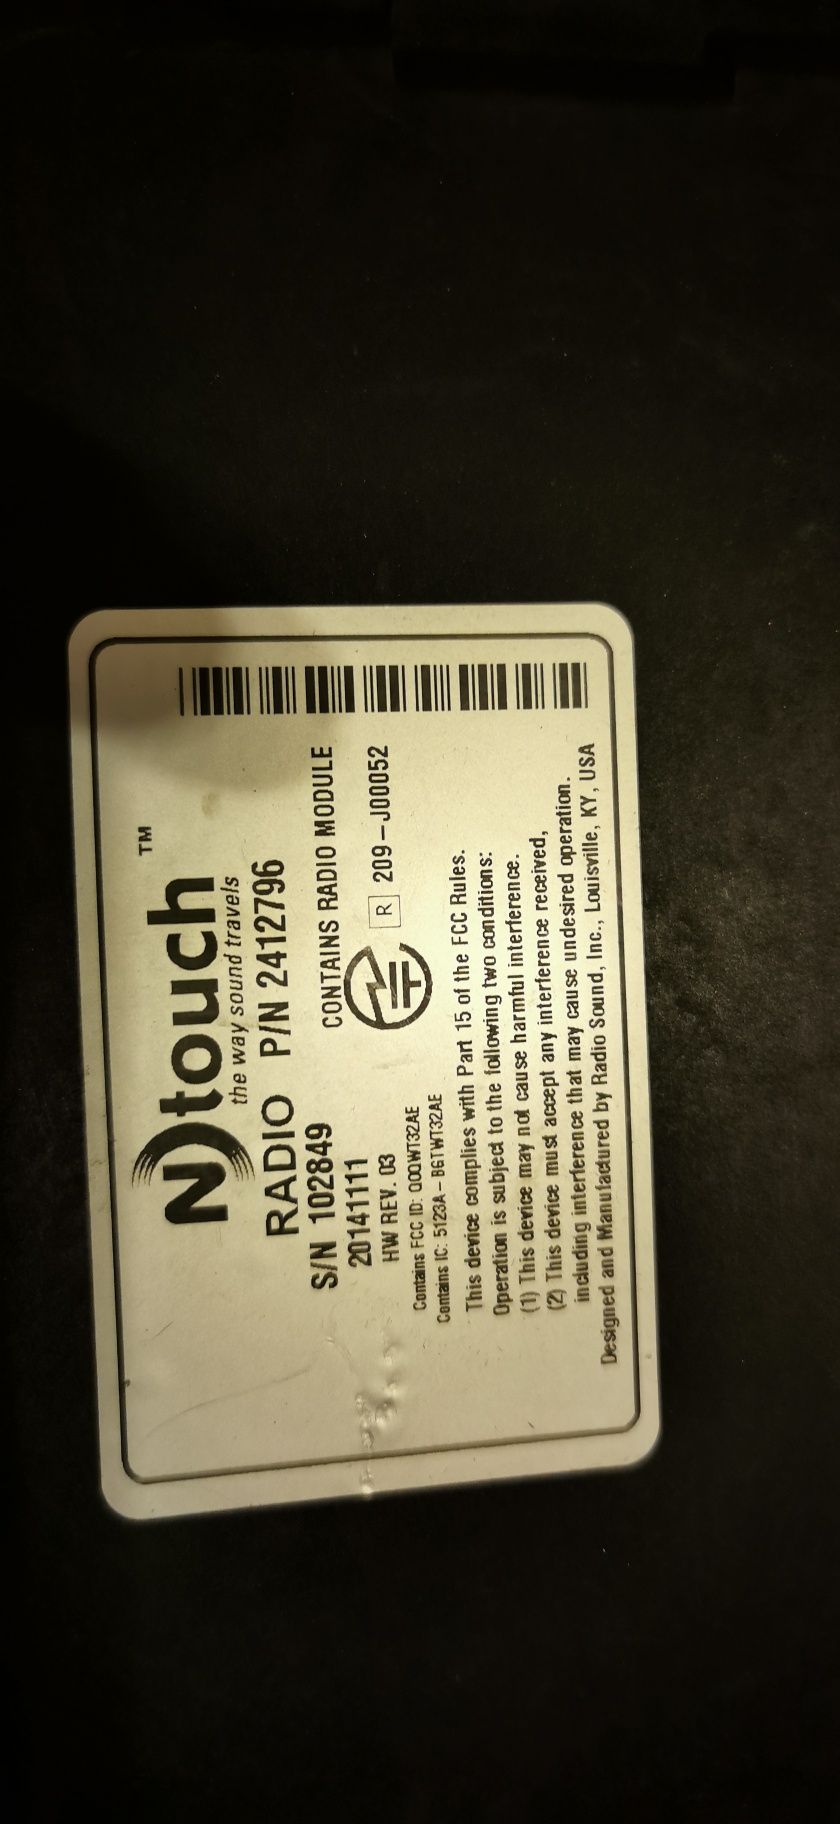 N)touch™
the way sound travels
RADIO P/N 2412796
S/N 102849
CONTAINS RADIO MODULE
20141111
HW REV. 03
R 209-J00052
Contains FCC ID: QOQWT32AE
Contains IC: 5123A-BGTWT32AE
This device complies with Part 15 of the FCC Rules.
Operation is subject to the following two conditions:
(1) This device may not cause harmful interference.
(2) This device must accept any interference received,
including interference that may cause undesired operation.
Designed and Manufactured by Radio Sound, Inc., Louisville, KY, USA